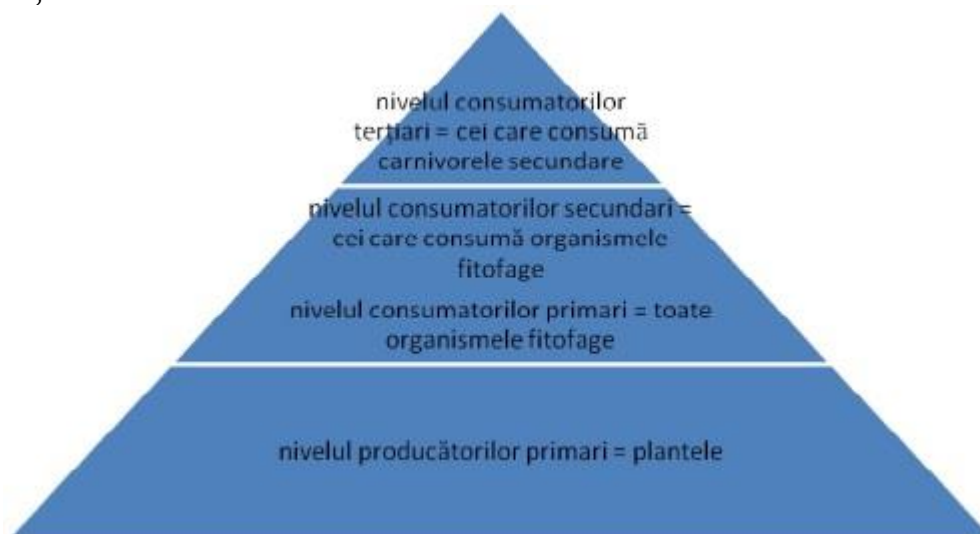 nivelul consumatorilor
terțiari = cei care consumă
carnivorele secundare
nivelul consumatorilor secundari =
cei care consumă organismele
fitofage
nivelul consumatorilor primari = toate
organismele fitofage
nivelul producătorilor primari = plantele